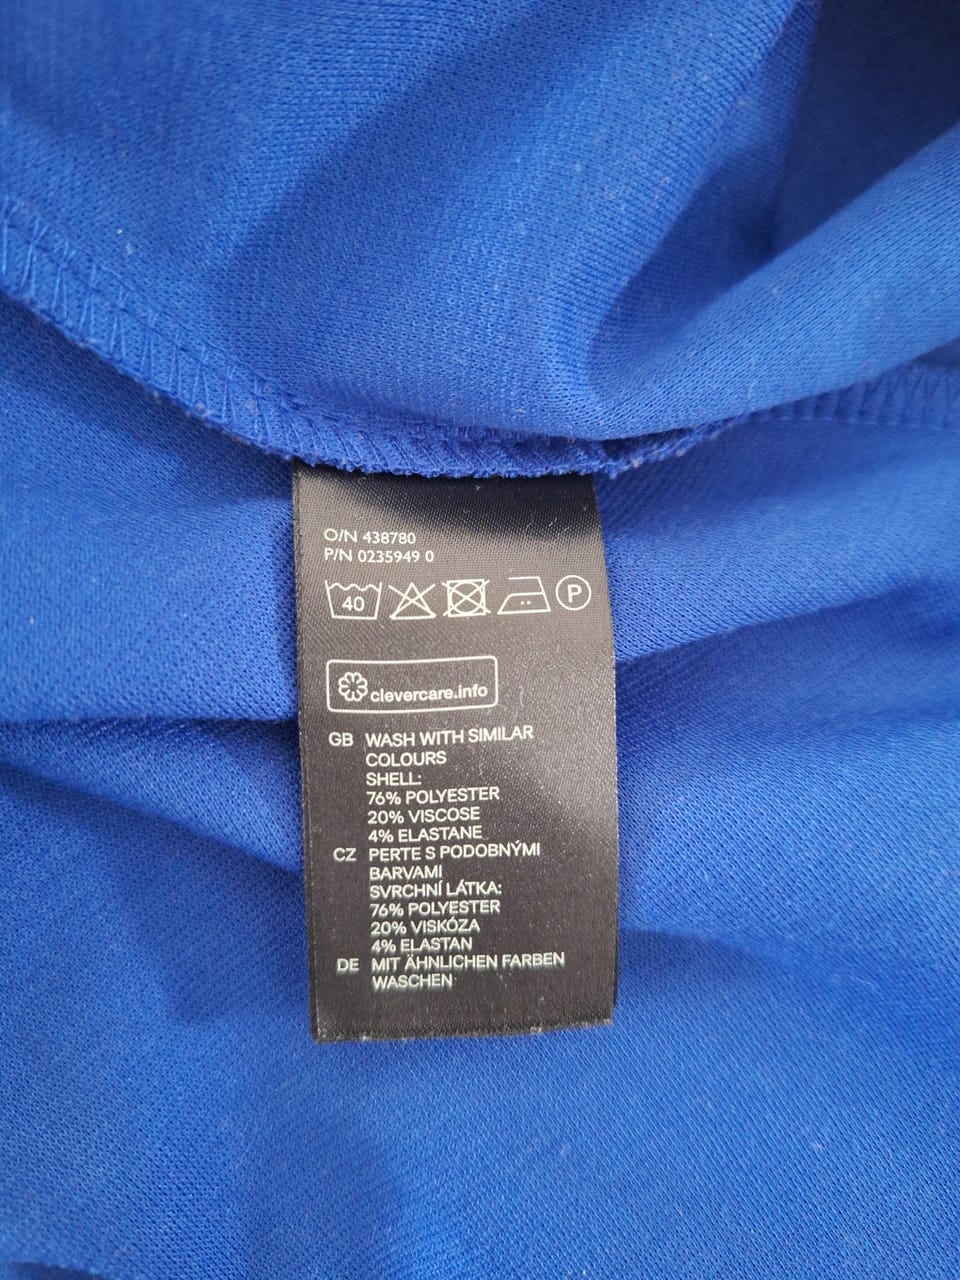 O/N 438780
P/N 0235949 0
40 P
clevercare.info
GB WASH WITH SIMILAR
COLOURS
SHELL:
76% POLYESTER
20% VISCOSE
4% ELASTANE
CZ PERTE S PODOBNÝMI
BARVAMI
SVRCHNÍ LÁTKA:
76% POLYESTER
20% VISKÓZA
4% ELASTAN
DE MIT ÄHNLICHEN FARBEN
WASCHEN